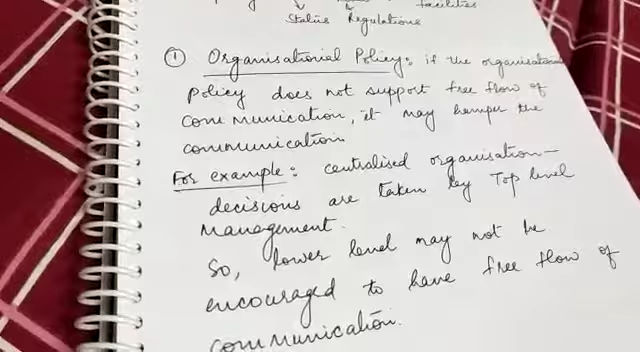 facilities
Status Regulations
① Organisational Policy: if the organisational
policy does not support free flow of
communication, it may hamper the
communication.
For example: centralised organisation -
decisions are taken by Top level
Management.
So, lower level may not be
encouraged to have free flow of
communication.